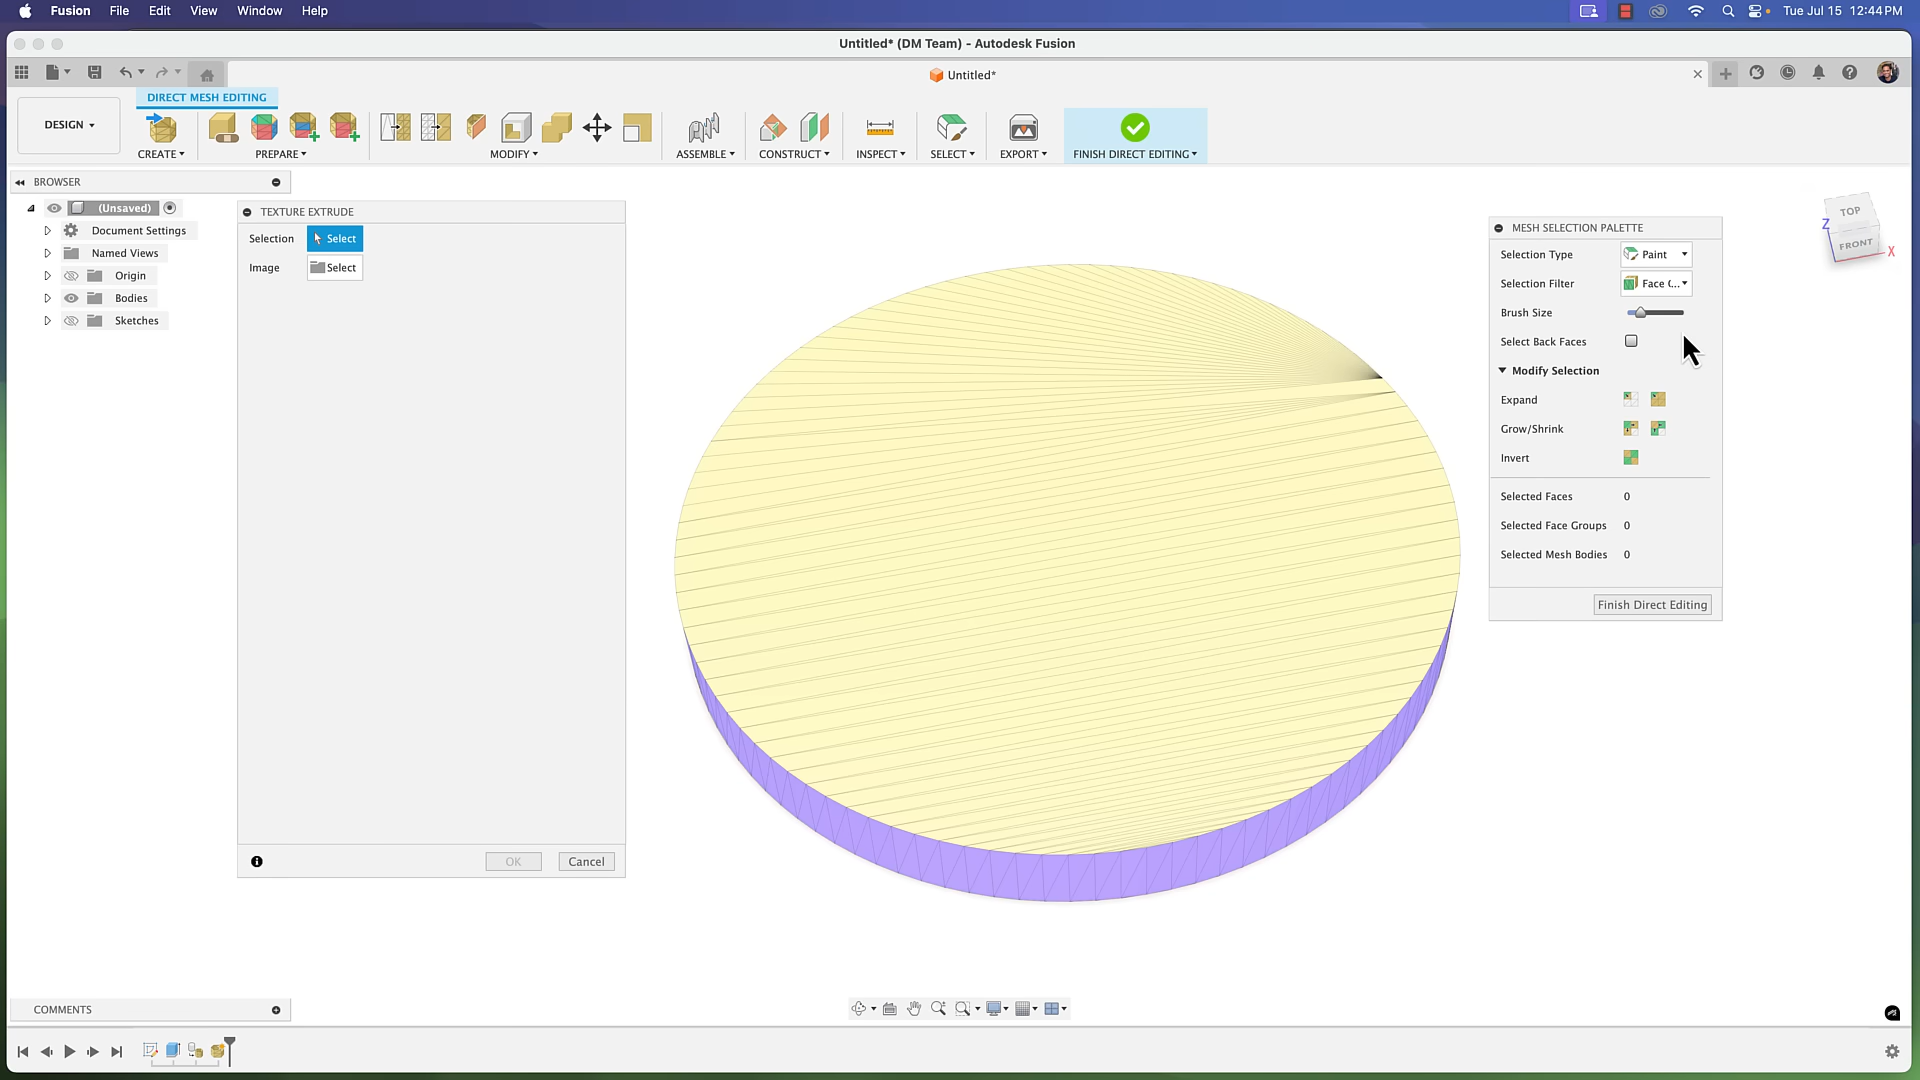 Fusion File Edit View Window Help
Tue Jul 15 12:44PM
Untitled* (DM Team) - Autodesk Fusion
Untitled*
DIRECT MESH EDITING
DESIGN
CREATE PREPARE MODIFY ASSEMBLE CONSTRUCT INSPECT SELECT EXPORT FINISH DIRECT EDITING
BROWSER
(Unsaved)
Document Settings
Named Views
Origin
Bodies
Sketches
TEXTURE EXTRUDE
Selection Select
Image Select
OK Cancel
MESH SELECTION PALETTE
Selection Type Paint
Selection Filter Face G...
Brush Size
Select Back Faces
Modify Selection
Expand
Grow/Shrink
Invert
Selected Faces 0
Selected Face Groups 0
Selected Mesh Bodies 0
Finish Direct Editing
TOP
Z
FRONT
X
COMMENTS